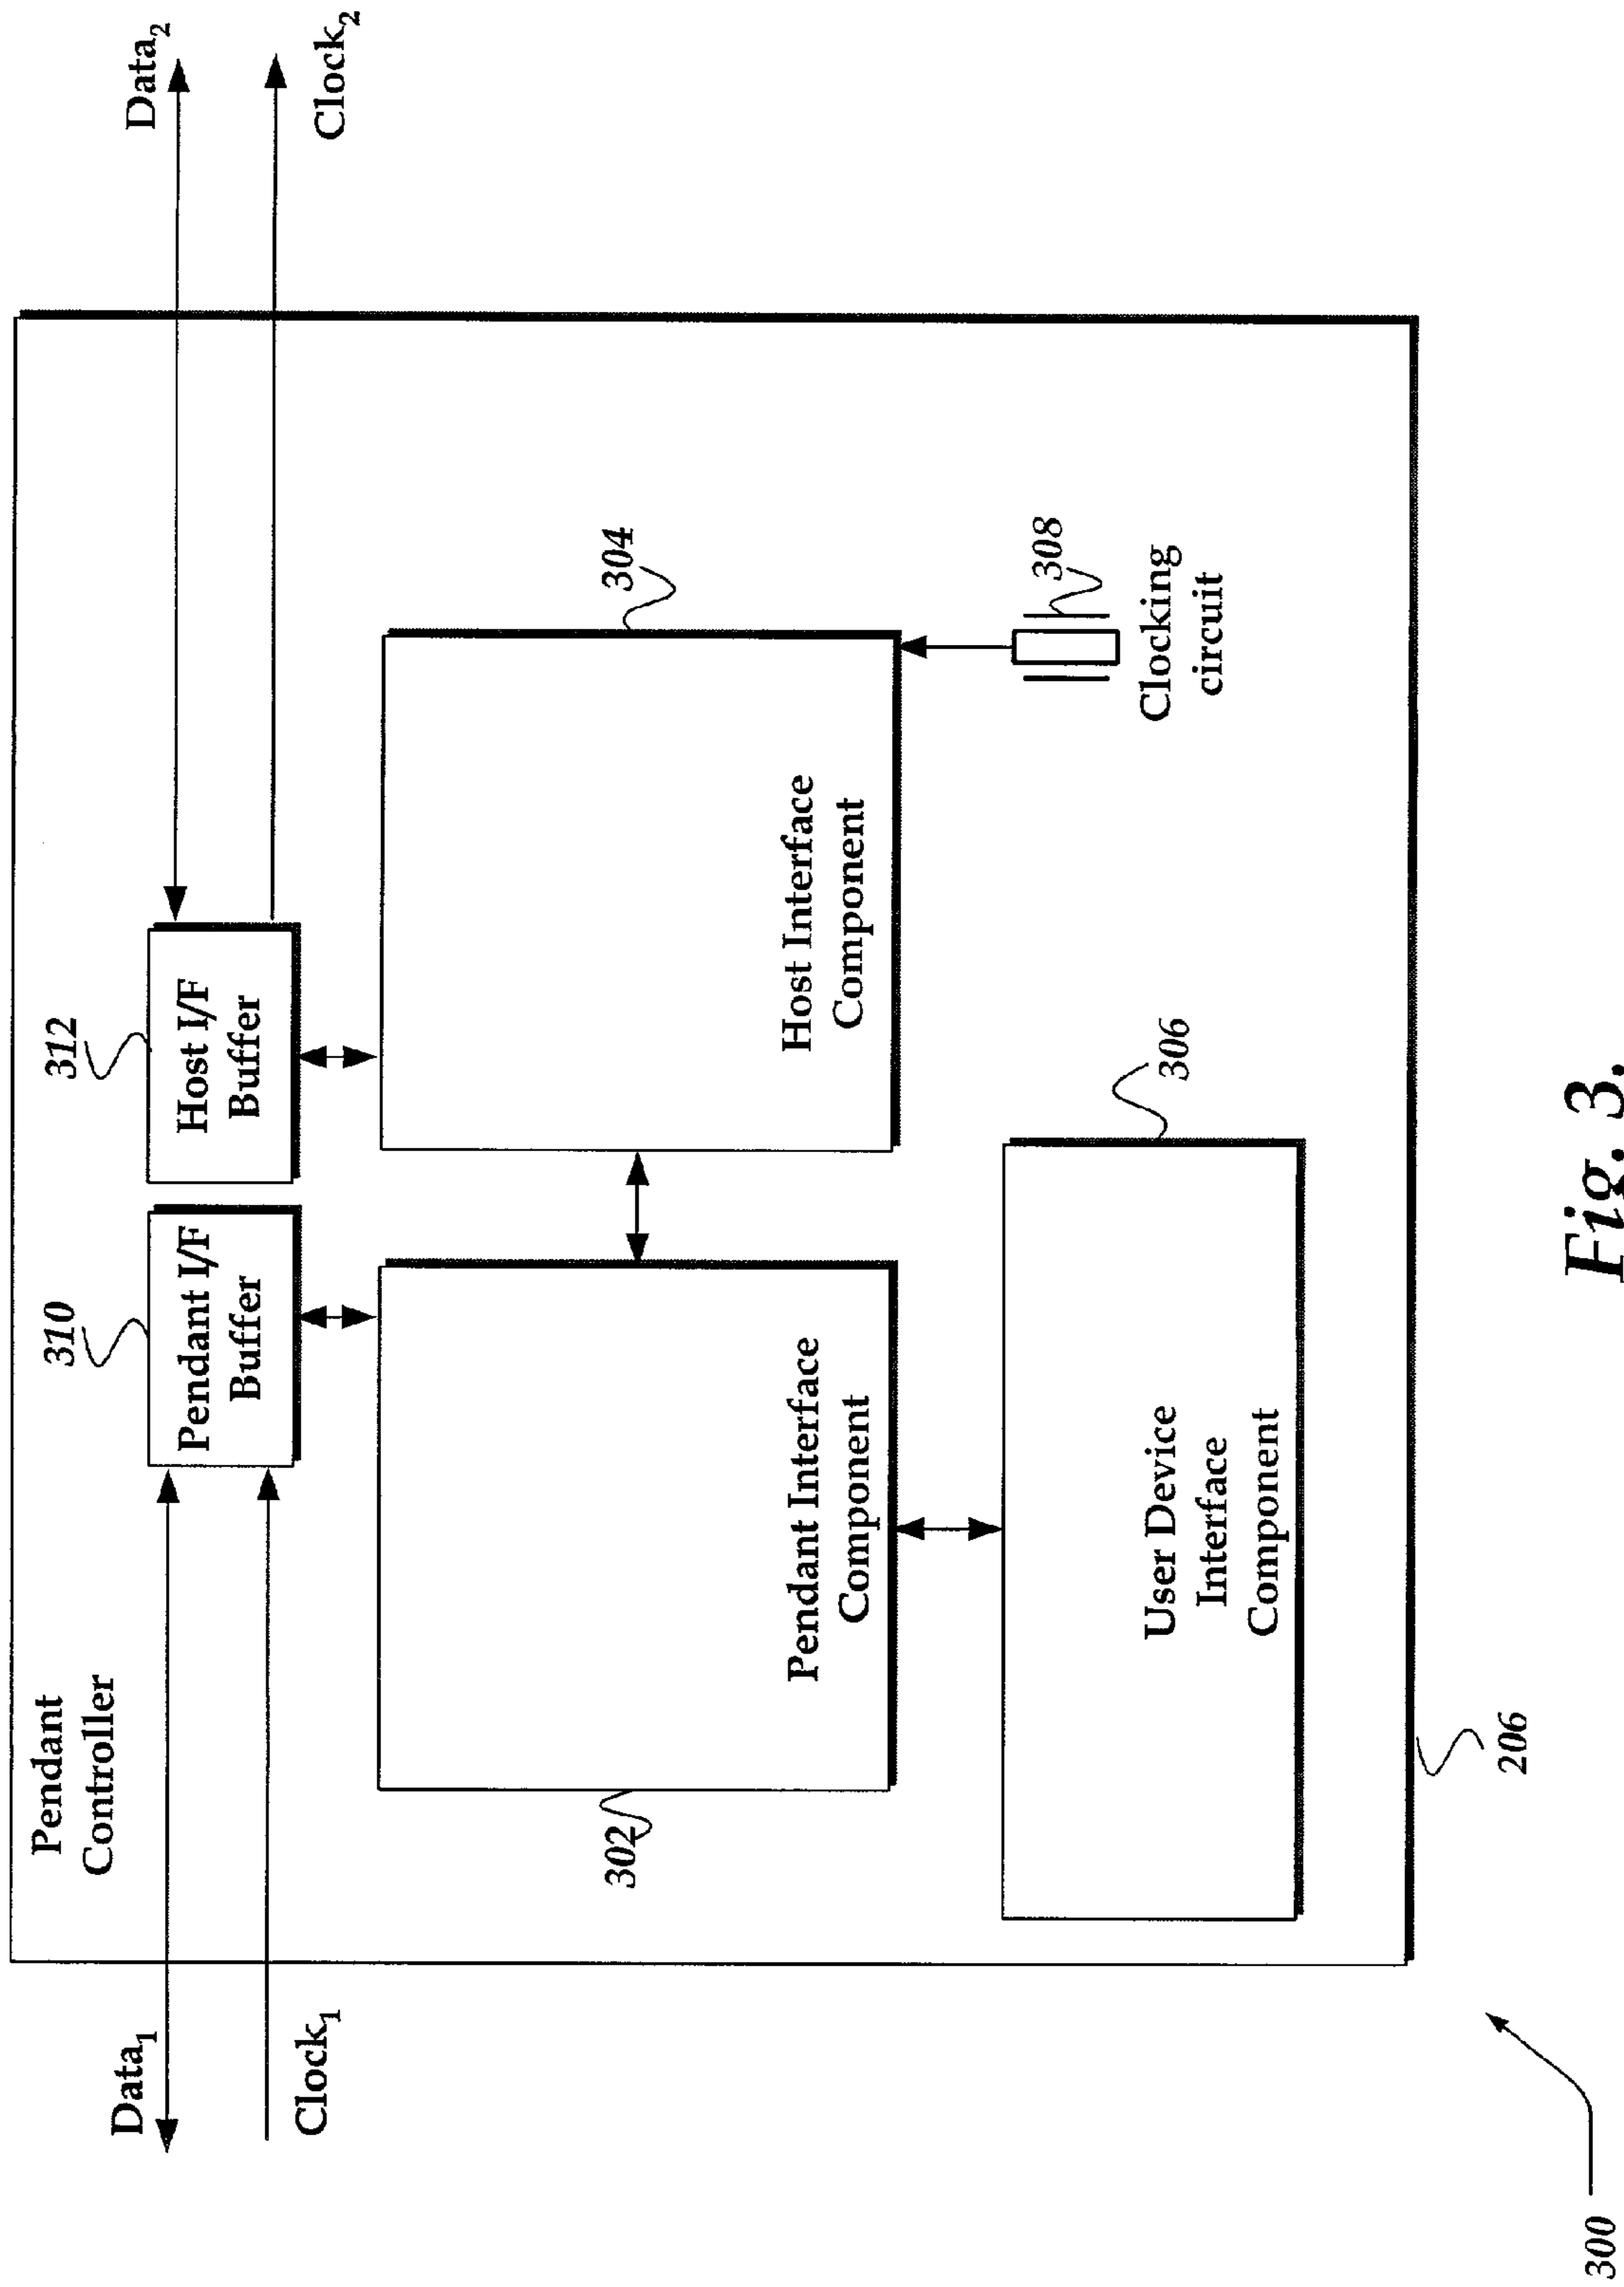 Pendant
Controller
Data1
Clock1
310
Pendant I/F
Buffer
312
Host I/F
Buffer
Data2
Clock2
302
Pendant Interface
Component
304
Host Interface
Component
User Device
Interface
Component
306
308
Clocking
circuit
206
300
Fig. 3.